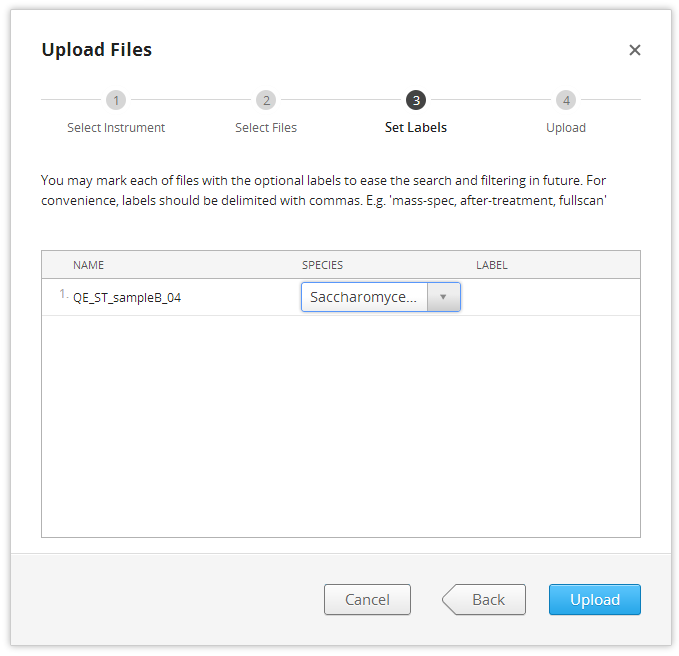 Upload Files
×
1 2 3 4
Select Instrument Select Files Set Labels Upload
You may mark each of files with the optional labels to ease the search and filtering in future. For
convenience, labels should be delimited with commas. E.g. 'mass-spec, after-treatment, fullscan'
NAME SPECIES LABEL
1. QE_ST_sampleB_04 Saccharomyce...
Cancel Back Upload